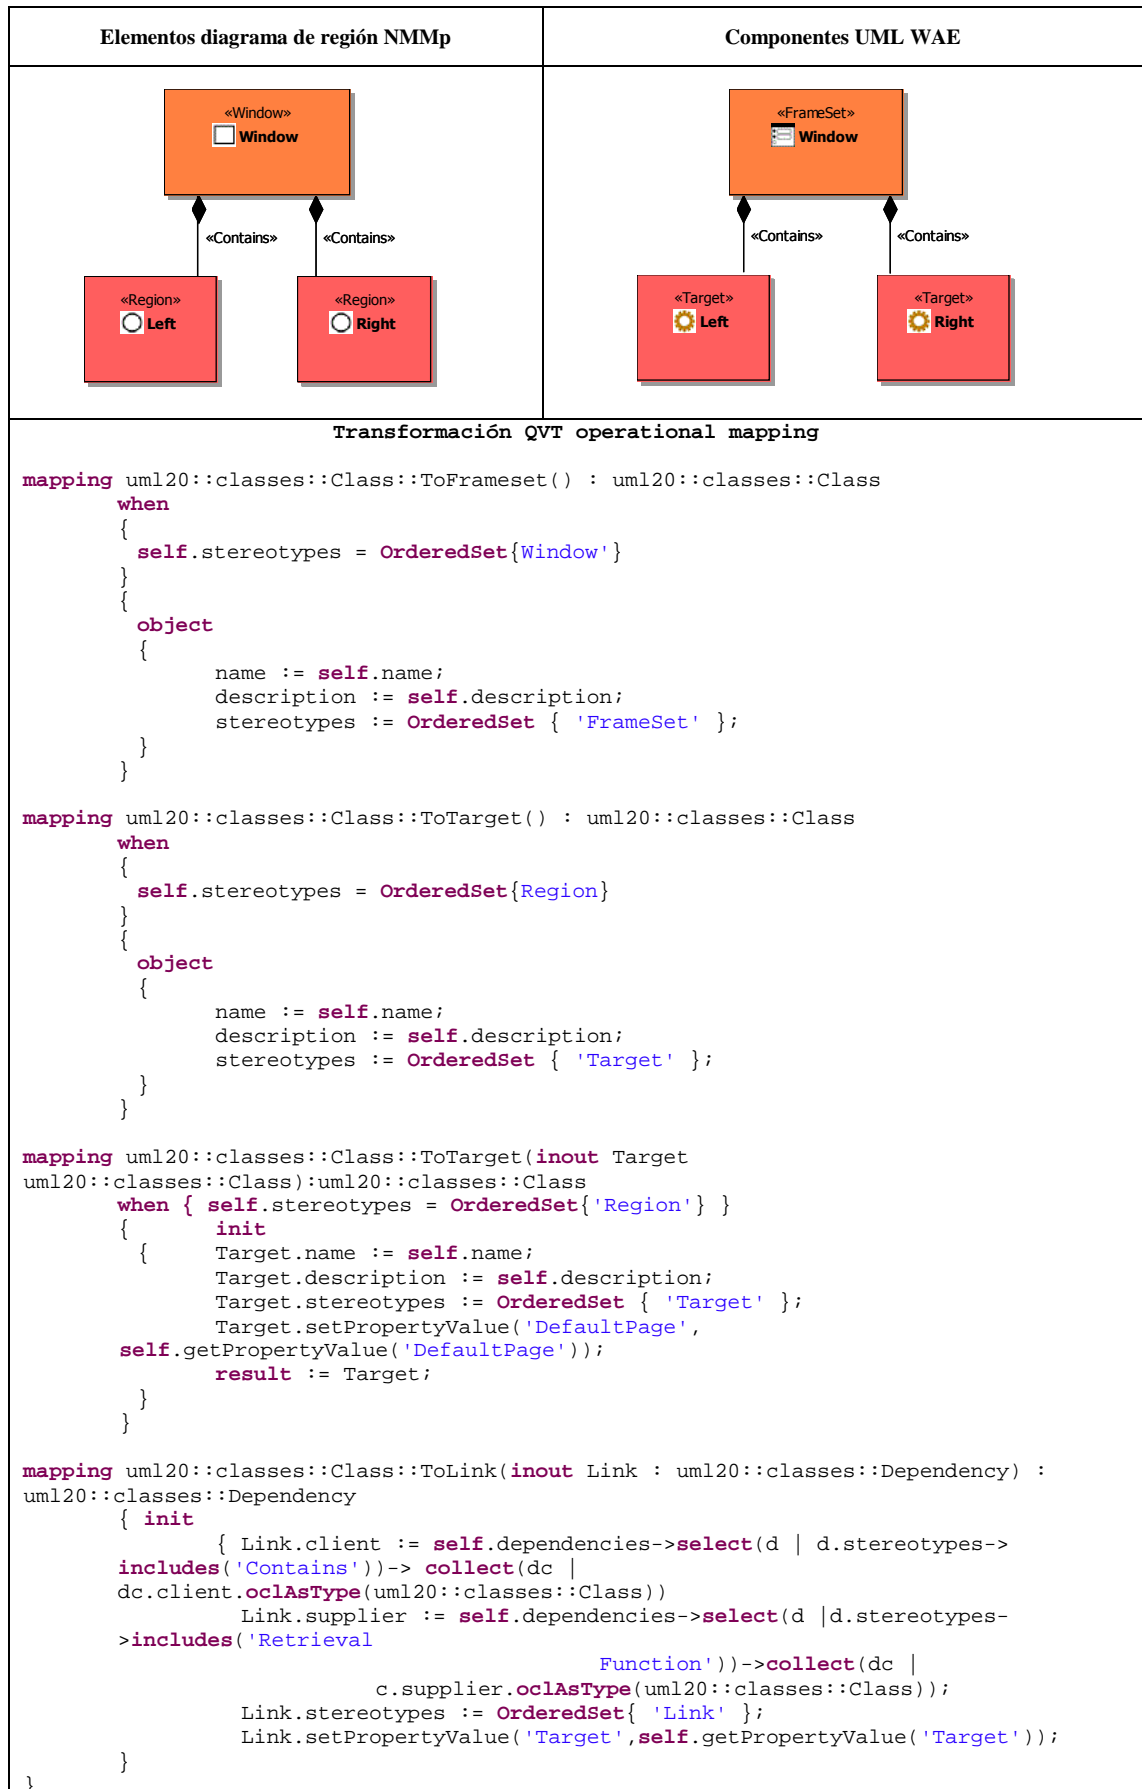 Elementos diagrama de región NMMp
Componentes UML WAE
«Window»
Window
«Contains»
«Contains»
«Region»
Left
«Region»
Right
«FrameSet»
Window
«Contains»
«Contains»
«Target»
Left
«Target»
Right
Transformación QVT operational mapping
mapping uml20::classes::Class::ToFrameset() : uml20::classes::Class
when
{
self.stereotypes = OrderedSet{Window'}
}
{
object
{
name := self.name;
description := self.description;
stereotypes := OrderedSet { 'FrameSet' };
}
}
mapping uml20::classes::Class::ToTarget() : uml20::classes::Class
when
{
self.stereotypes = OrderedSet{Region}
}
{
object
{
name := self.name;
description := self.description;
stereotypes := OrderedSet { 'Target' };
}
}
mapping uml20::classes::Class::ToTarget(inout Target
uml20::classes::Class):uml20::classes::Class
when { self.stereotypes = OrderedSet{'Region'} }
{ init
{ Target.name := self.name;
Target.description := self.description;
Target.stereotypes := OrderedSet { 'Target' };
Target.setPropertyValue('DefaultPage',
self.getPropertyValue('DefaultPage'));
result := Target;
}
}
mapping uml20::classes::Class::ToLink(inout Link : uml20::classes::Dependency) :
uml20::classes::Dependency
{ init
{ Link.client := self.dependencies->select(d | d.stereotypes->
includes('Contains'))-> collect(dc |
dc.client.oclAsType(uml20::classes::Class))
Link.supplier := self.dependencies->select(d |d.stereotypes-
>includes('Retrieval
Function'))->collect(dc |
c.supplier.oclAsType(uml20::classes::Class));
Link.stereotypes := OrderedSet{ 'Link' };
Link.setPropertyValue('Target',self.getPropertyValue('Target'));
}
}